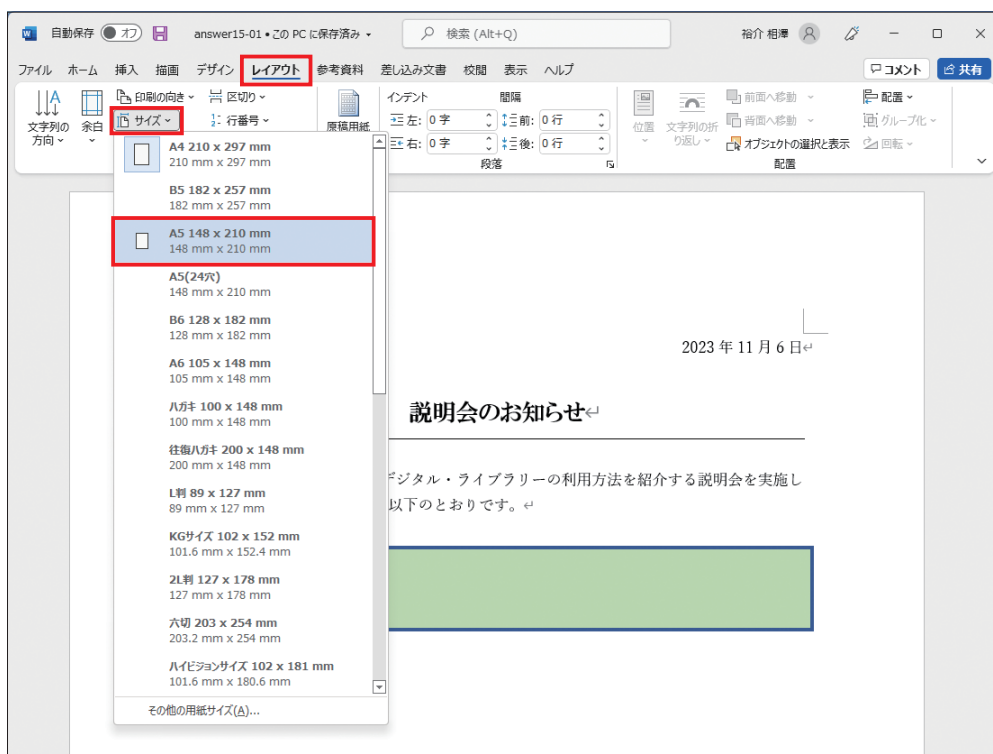 自動保存 オフ answer15-01 • この PC に保存済み 検索 (Alt+Q) 裕介 相澤
ファイル ホーム 挿入 描画 デザイン レイアウト 参考資料 差し込み文書 校閲 表示 ヘルプ コメント 共有
文字列の方向
余白
印刷の向き
サイズ
区切り
行番号
原稿用紙
インデント 間隔
左: 0 字 前: 0 行
右: 0 字 後: 0 行
段落
位置
文字列の折り返し
前面へ移動
背面へ移動
オブジェクトの選択と表示
配置
グループ化
回転
配置
A4 210 x 297 mm
210 mm x 297 mm
B5 182 x 257 mm
182 mm x 257 mm
A5 148 x 210 mm
148 mm x 210 mm
A5(24穴)
148 mm x 210 mm
B6 128 x 182 mm
128 mm x 182 mm
A6 105 x 148 mm
105 mm x 148 mm
ハガキ 100 x 148 mm
100 mm x 148 mm
往復ハガキ 200 x 148 mm
200 mm x 148 mm
L判 89 x 127 mm
89 mm x 127 mm
KGサイズ 102 x 152 mm
101.6 mm x 152.4 mm
2L判 127 x 178 mm
127 mm x 178 mm
六切 203 x 254 mm
203.2 mm x 254 mm
ハイビジョンサイズ 102 x 181 mm
101.6 mm x 180.6 mm
その他の用紙サイズ(A)...
2023 年 11 月 6 日↵
説明会のお知らせ↵
デジタル・ライブラリーの利用方法を紹介する説明会を実施し
以下のとおりです。↵